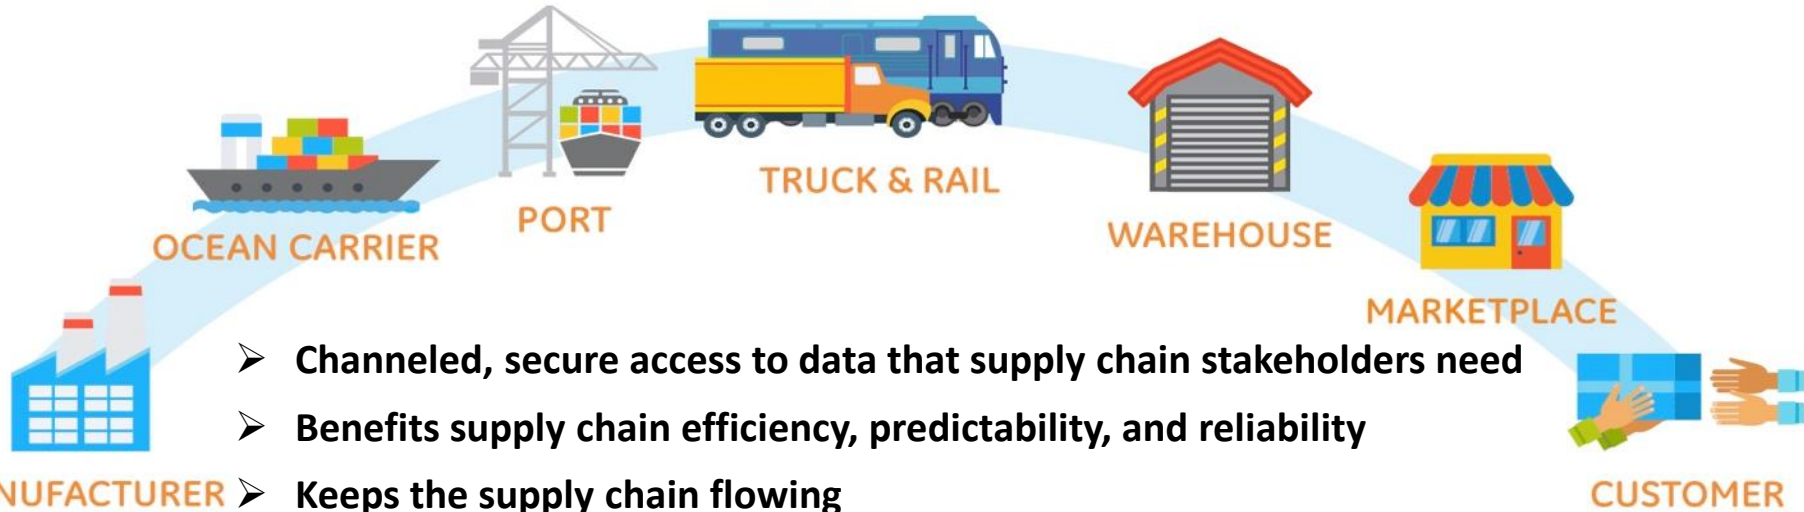 TRUCK & RAIL
PORT
WAREHOUSE
OCEAN CARRIER
MARKETPLACE
➢ Channeled, secure access to data that supply chain stakeholders need
➢ Benefits supply chain efficiency, predictability, and reliability
NUFACTURER
➢ Keeps the supply chain flowing
CUSTOMER